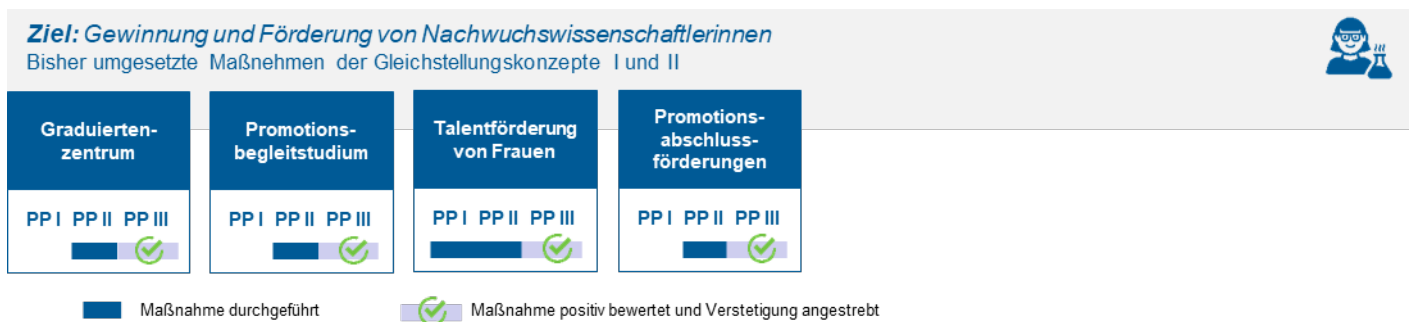 Ziel: Gewinnung und Förderung von Nachwuchswissenschaftlerinnen
Bisher umgesetzte Maßnehmen der Gleichstellungskonzepte I und II
Graduierten-
zentrum
PP I PP II PP III
Promotions-
begleitstudium
PP I PP II PP III
Talentförderung
von Frauen
PP I PP II PP III
Promotions-
abschluss-
förderungen
PP I PP II PP III
Maßnahme durchgeführt
Maßnahme positiv bewertet und Verstetigung angestrebt